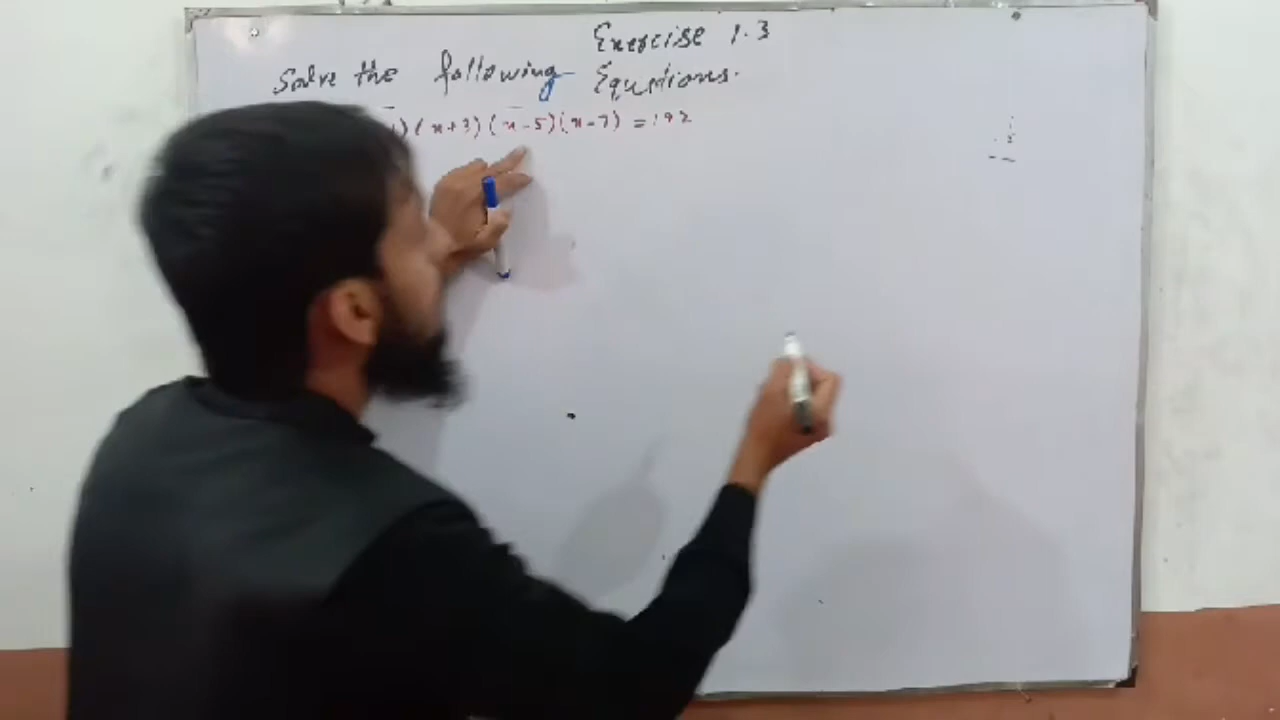 Exercise 1.3
Solve the following Equations.
) (x+3) (x-5) (x-7) = 192